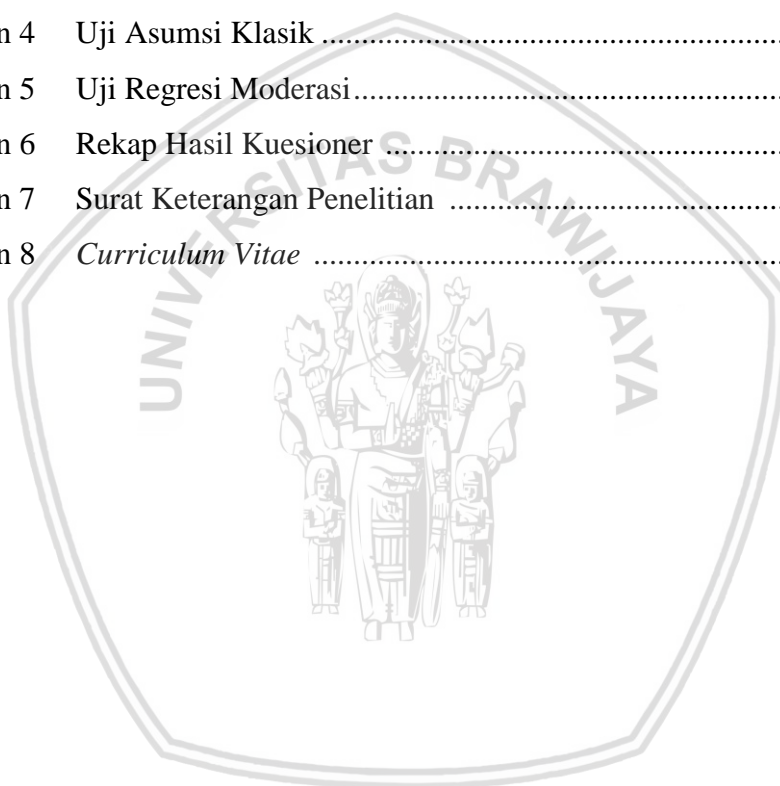 n 4 Uji Asumsi Klasik ............................................................
n 5 Uji Regresi Moderasi........................................................
n 6 Rekap Hasil Kuesioner ....................................................
n 7 Surat Keterangan Penelitian ............................................
n 8 Curriculum Vitae .............................................................
UNIVERSITAS BRAWIJAYA